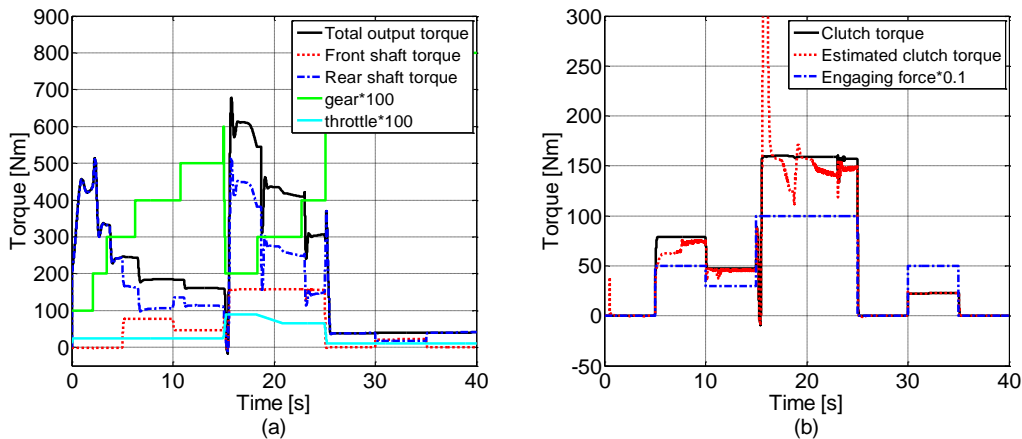 900
800
700
600
500
400
300
200
100
0
Torque [Nm]
0
10
20
30
40
Time [s]
(a)
Total output torque
Front shaft torque
Rear shaft torque
gear*100
throttle*100
300
250
200
150
100
50
0
-50
Torque [Nm]
0
10
20
30
40
Time [s]
(b)
Clutch torque
Estimated clutch torque
Engaging force*0.1